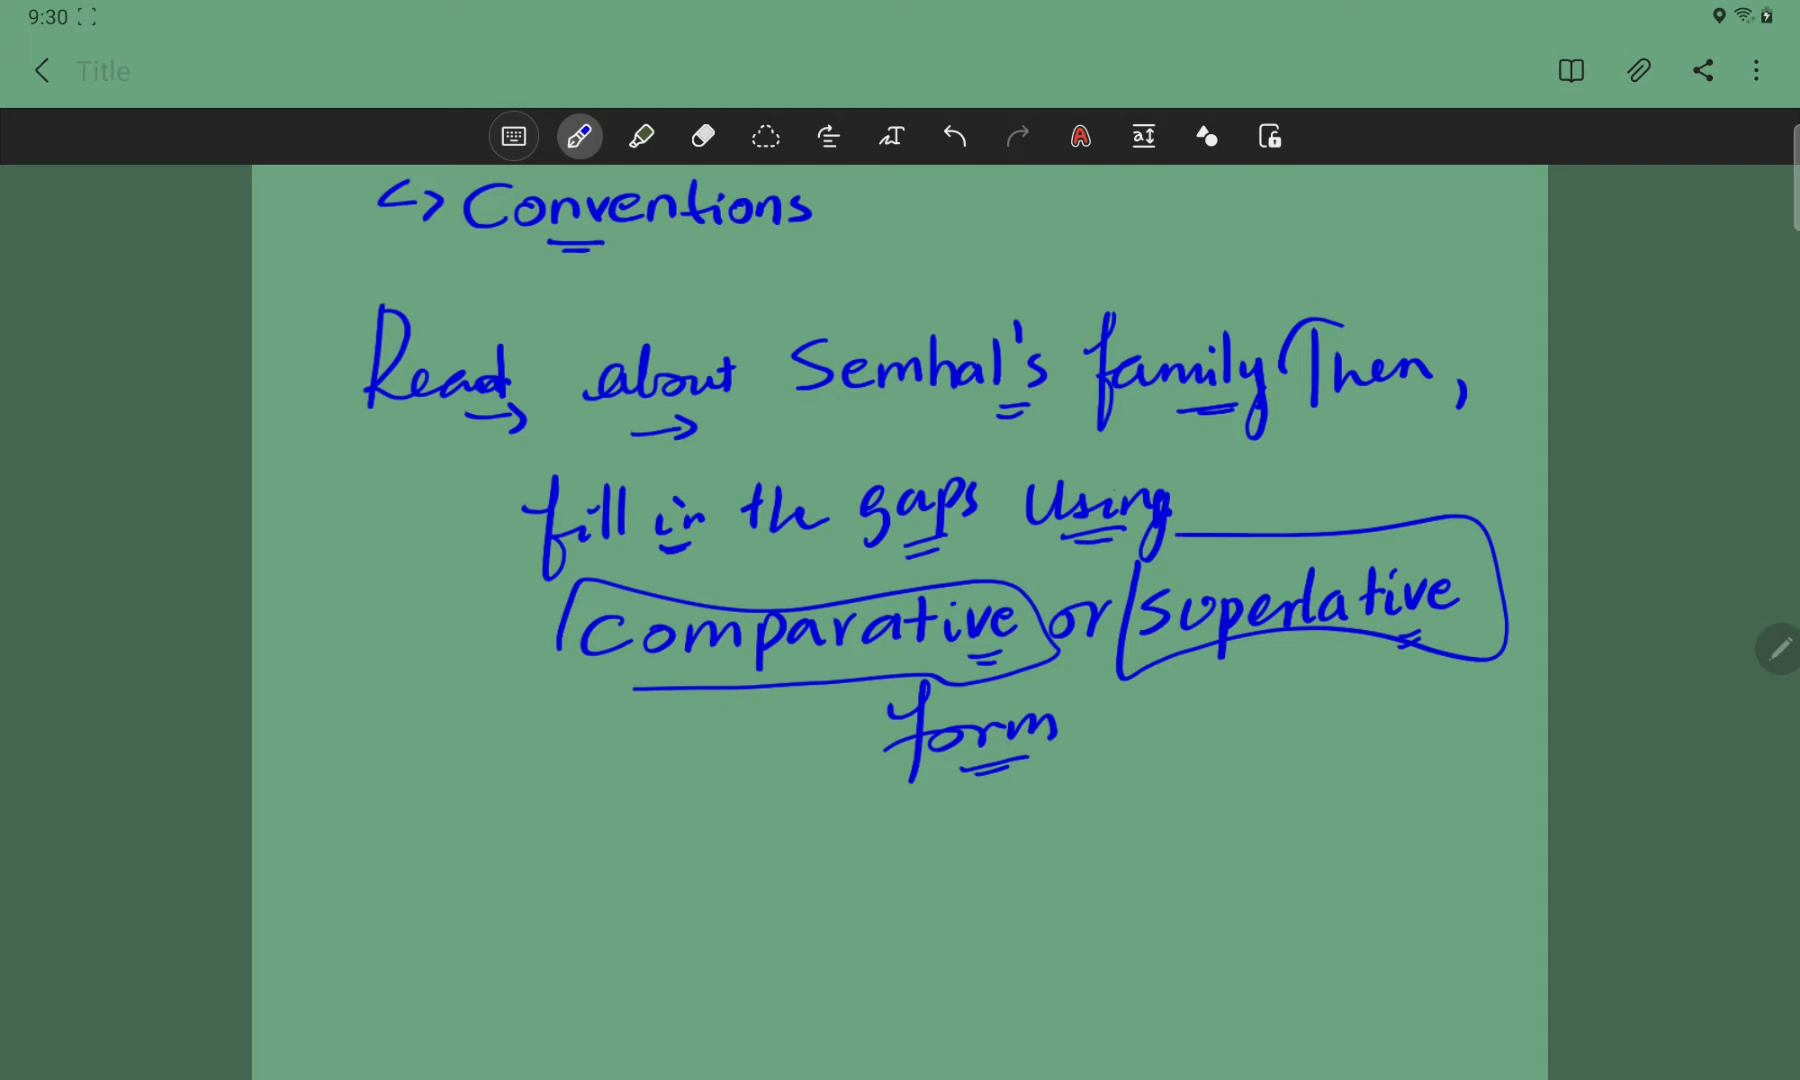 9:30
Title
Conventions
Read about Semhal's family Then,
fill in the gaps using
comparative or superlative
form